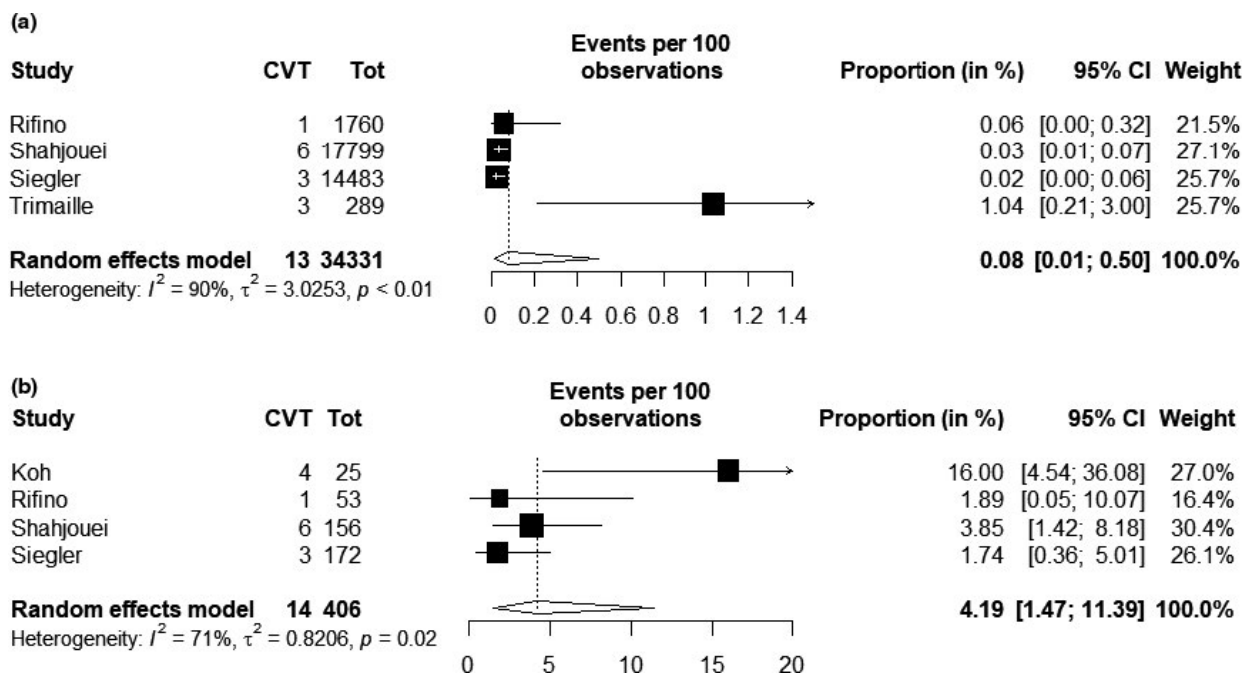 (a)
Events per 100
Study CVT Tot observations Proportion (in %) 95% CI Weight
Rifino 1 1760 0.06 [0.00; 0.32] 21.5%
Shahjouei 6 17799 0.03 [0.01; 0.07] 27.1%
Siegler 3 14483 0.02 [0.00; 0.06] 25.7%
Trimaille 3 289 1.04 [0.21; 3.00] 25.7%
Random effects model 13 34331 0.08 [0.01; 0.50] 100.0%
Heterogeneity: I² = 90%, τ² = 3.0253, p < 0.01
0 0.2 0.4 0.6 0.8 1 1.2 1.4
(b)
Events per 100
Study CVT Tot observations Proportion (in %) 95% CI Weight
Koh 4 25 16.00 [4.54; 36.08] 27.0%
Rifino 1 53 1.89 [0.05; 10.07] 16.4%
Shahjouei 6 156 3.85 [1.42; 8.18] 30.4%
Siegler 3 172 1.74 [0.36; 5.01] 26.1%
Random effects model 14 406 4.19 [1.47; 11.39] 100.0%
Heterogeneity: I² = 71%, τ² = 0.8206, p = 0.02
0 5 10 15 20